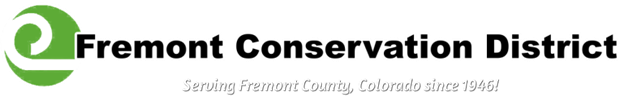 Fremont Conservation District
Serving Fremont County, Colorado since 1946!